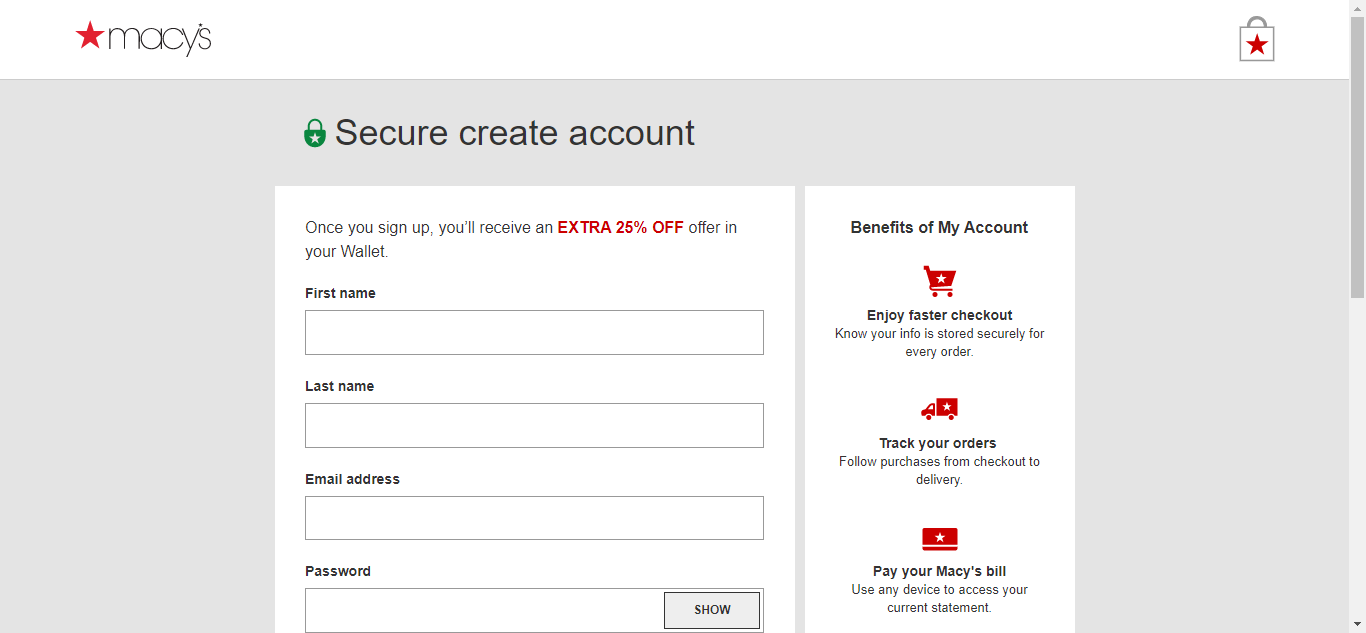 macy's
Secure create account
Once you sign up, you’ll receive an EXTRA 25% OFF offer in
your Wallet.
First name
Last name
Email address
Password
SHOW
Benefits of My Account
Enjoy faster checkout
Know your info is stored securely for
every order.
Track your orders
Follow purchases from checkout to
delivery.
Pay your Macy's bill
Use any device to access your
current statement.